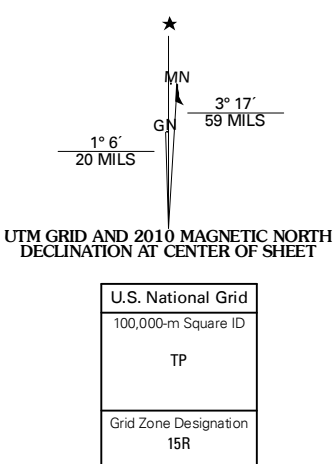 ★
MN
3° 17´
59 MILS
GN
1° 6´
20 MILS
UTM GRID AND 2010 MAGNETIC NORTH
DECLINATION AT CENTER OF SHEET
U.S. National Grid
100,000-m Square ID
TP
Grid Zone Designation
15R